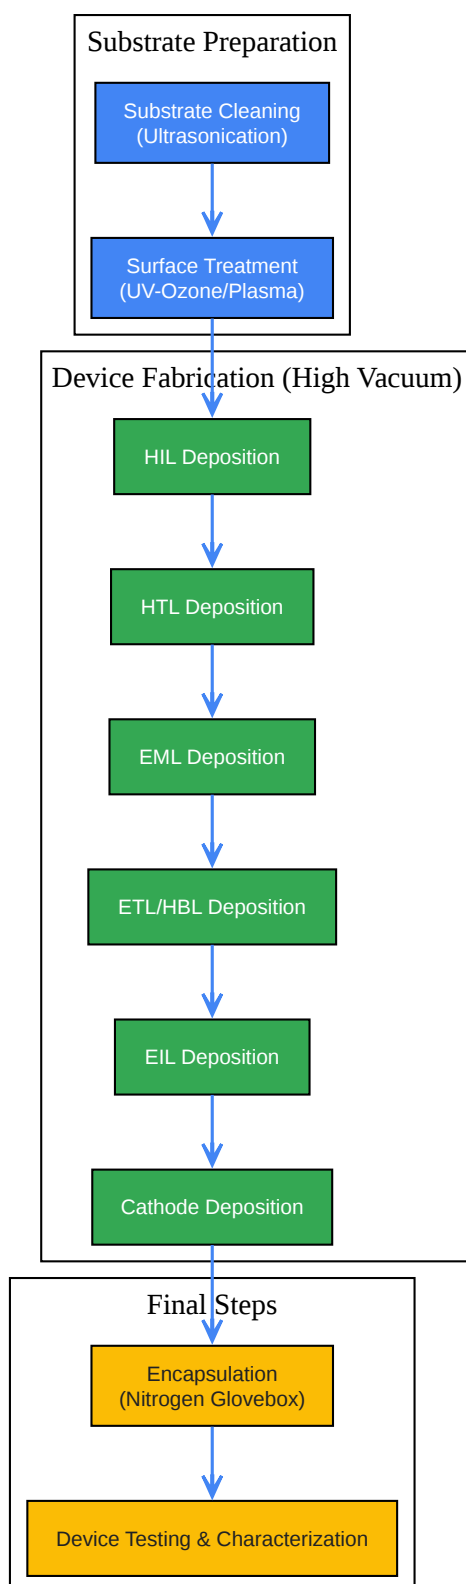 Substrate Preparation
Substrate Cleaning
(Ultrasonication)
Surface Treatment
(UV-Ozone/Plasma)
Device Fabrication (High Vacuum)
HIL Deposition
HTL Deposition
EML Deposition
ETL/HBL Deposition
EIL Deposition
Cathode Deposition
Final Steps
Encapsulation
(Nitrogen Glovebox)
Device Testing & Characterization